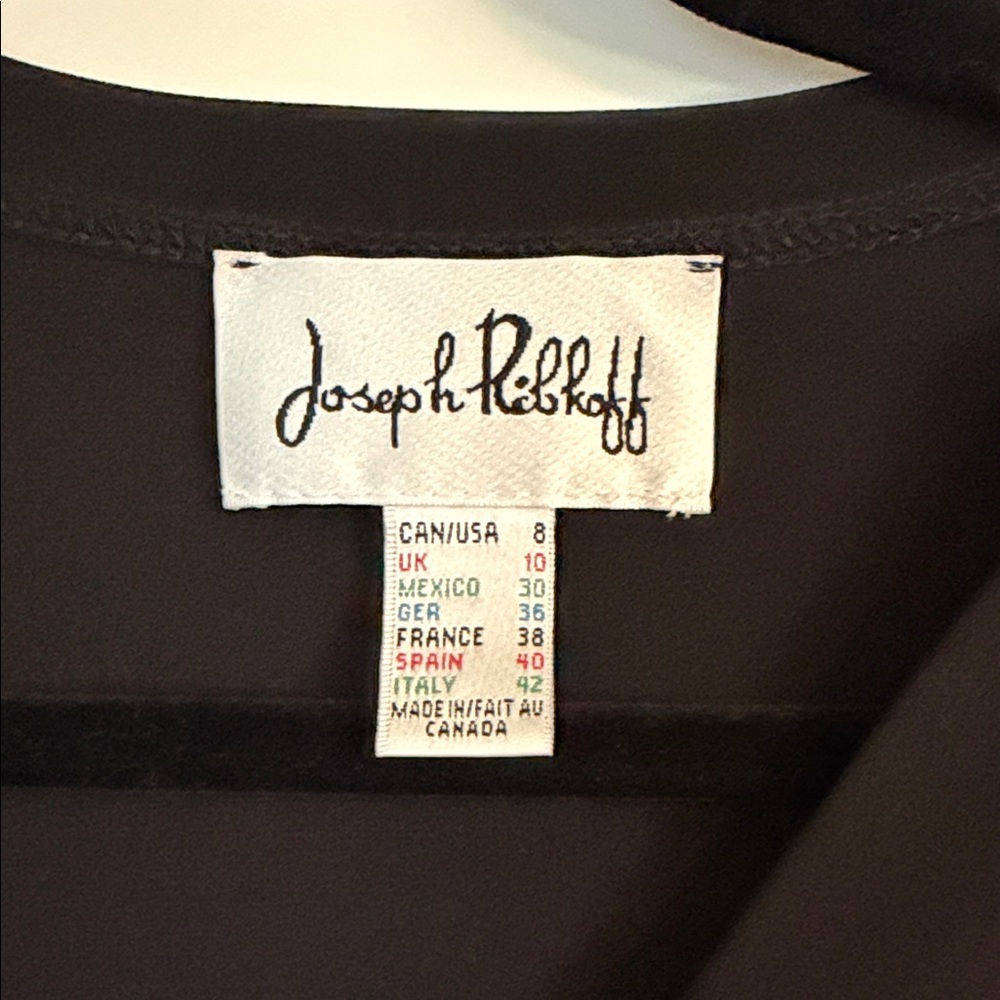 Joseph Ribkoff
CAN/USA 8
UK 10
MEXICO 30
GER 36
FRANCE 38
SPAIN 40
ITALY 42
MADE IN/FAIT AU
CANADA